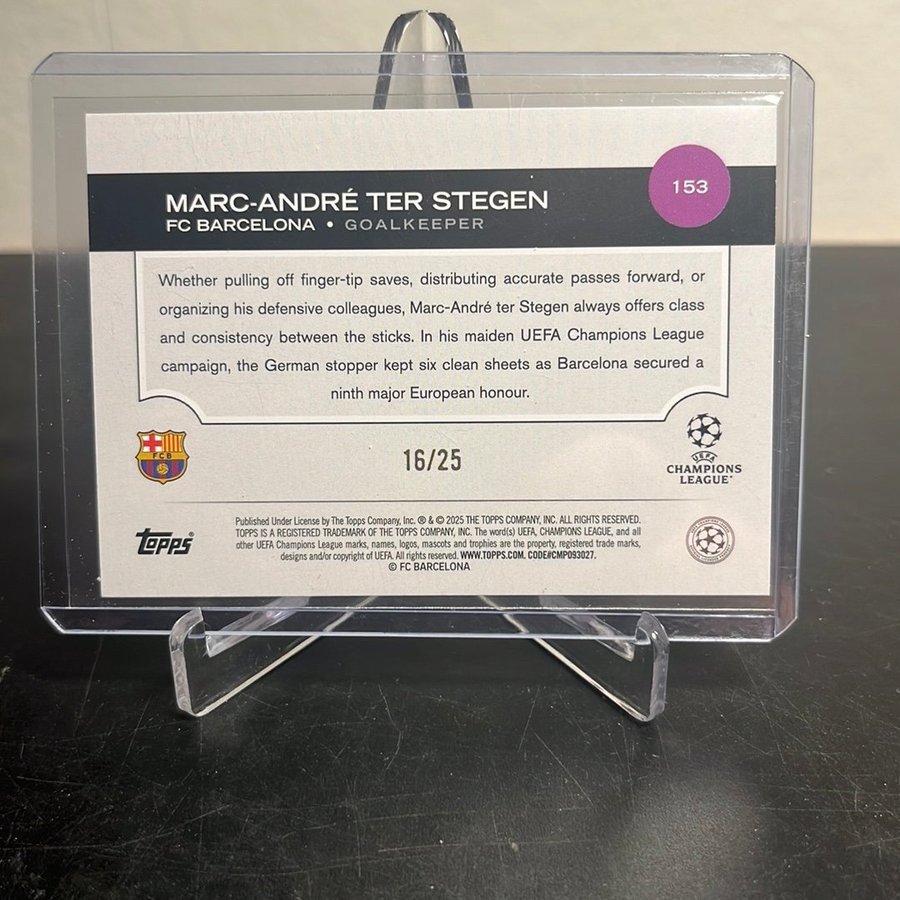 153
MARC-ANDRÉ TER STEGEN
FC BARCELONA • GOALKEEPER
Whether pulling off finger-tip saves, distributing accurate passes forward, or
organizing his defensive colleagues, Marc-André ter Stegen always offers class
and consistency between the sticks. In his maiden UEFA Champions League
campaign, the German stopper kept six clean sheets as Barcelona secured a
ninth major European honour.
FCB
16/25
UEFA
CHAMPIONS
LEAGUE
topps
Published Under License by The Topps Company, Inc. ® & © 2025 THE TOPPS COMPANY, INC. ALL RIGHTS RESERVED.
TOPPS IS A REGISTERED TRADEMARK OF THE TOPPS COMPANY, INC. The word(s) UEFA, CHAMPIONS LEAGUE, and all
other UEFA Champions League marks, names, logos, mascots and trophies are the property, registered trade marks,
designs and/or copyright of UEFA. All rights reserved. WWW.TOPPS.COM. CODE#CMP093027.
© FC BARCELONA